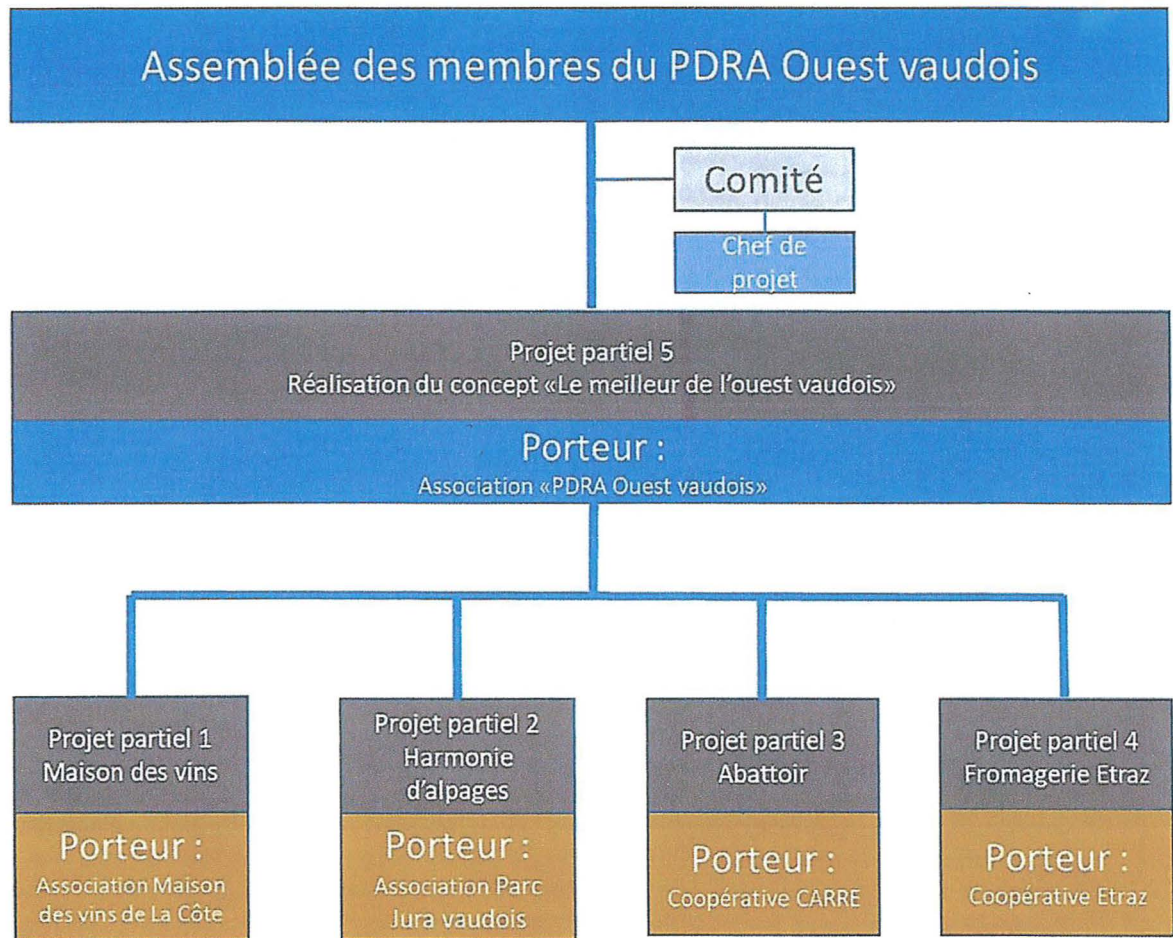 Assemblée des membres du PDRA Ouest vaudois
Comité
Chef de
projet
Projet partiel 5
Réalisation du concept «Le meilleur de l'ouest vaudois»
Porteur :
Association «PDRA Ouest vaudois»
Projet partiel 1
Maison des vins
Porteur :
Association Maison
des vins de La Côte
Projet partiel 2
Harmonie
d'alpages
Porteur :
Association Parc
Jura vaudois
Projet partiel 3
Abattoir
Porteur :
Coopérative CARRE
Projet partiel 4
Fromagerie Etraz
Porteur :
Coopérative Etraz